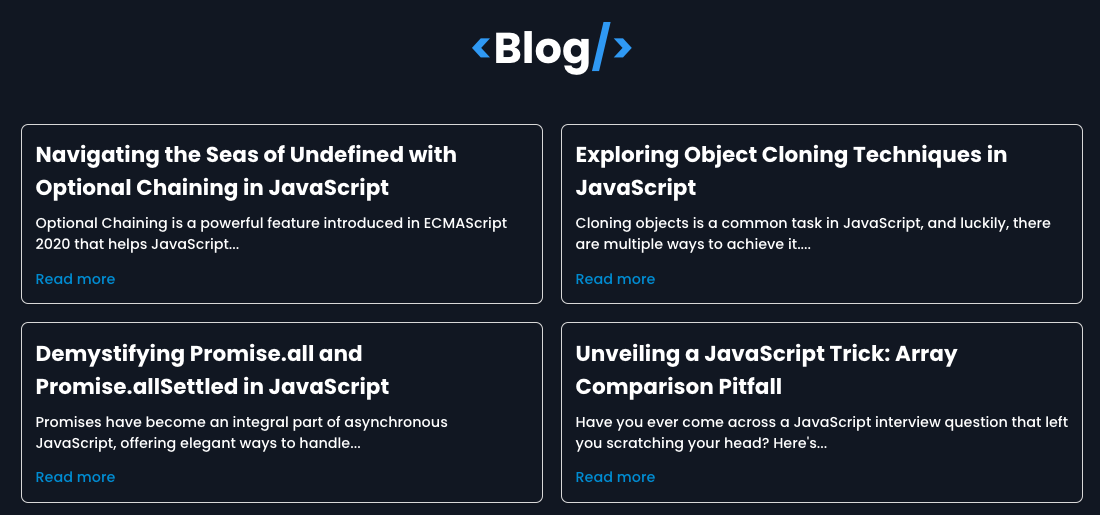 <Blog/>
Navigating the Seas of Undefined with
Optional Chaining in JavaScript
Optional Chaining is a powerful feature introduced in ECMAScript
2020 that helps JavaScript...
Read more
Exploring Object Cloning Techniques in
JavaScript
Cloning objects is a common task in JavaScript, and luckily, there
are multiple ways to achieve it....
Read more
Demystifying Promise.all and
Promise.allSettled in JavaScript
Promises have become an integral part of asynchronous
JavaScript, offering elegant ways to handle...
Read more
Unveiling a JavaScript Trick: Array
Comparison Pitfall
Have you ever come across a JavaScript interview question that left
you scratching your head? Here's...
Read more